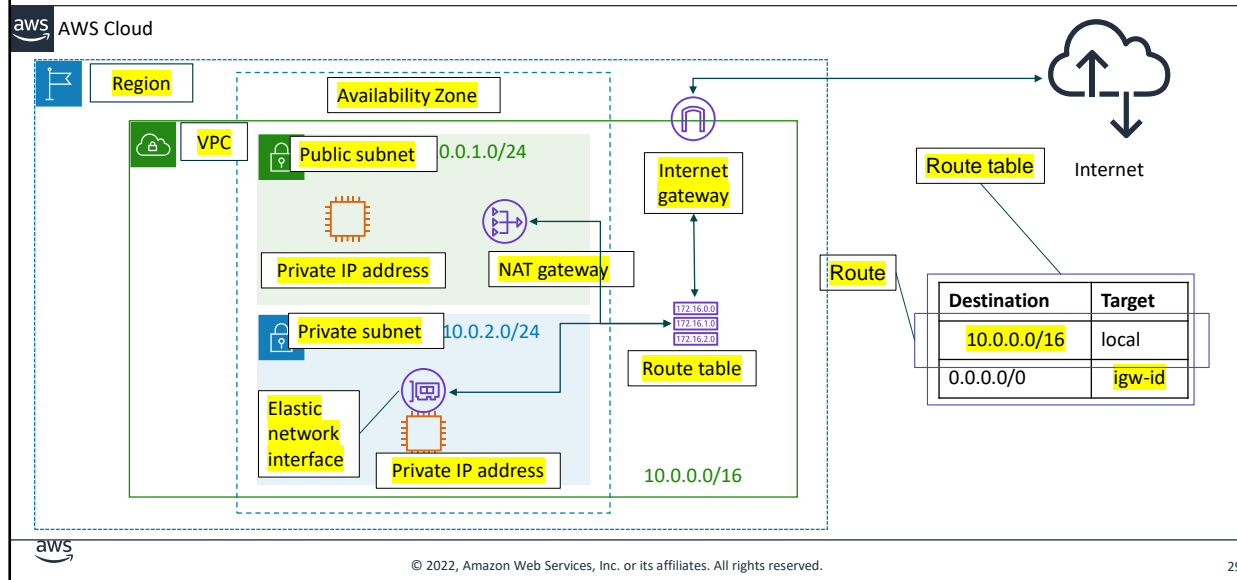 aws
AWS Cloud
Region
Availability Zone
VPC
Public subnet
0.0.1.0/24
Internet
gateway
Route table
Internet
Private IP address
NAT gateway
Route
Destination Target
10.0.0.0/16 local
0.0.0.0/0 igw-id
172.16.0.0
172.16.1.0
172.16.2.0
Route table
Private subnet
10.0.2.0/24
Elastic
network
interface
Private IP address
10.0.0.0/16
aws
© 2022, Amazon Web Services, Inc. or its affiliates. All rights reserved.